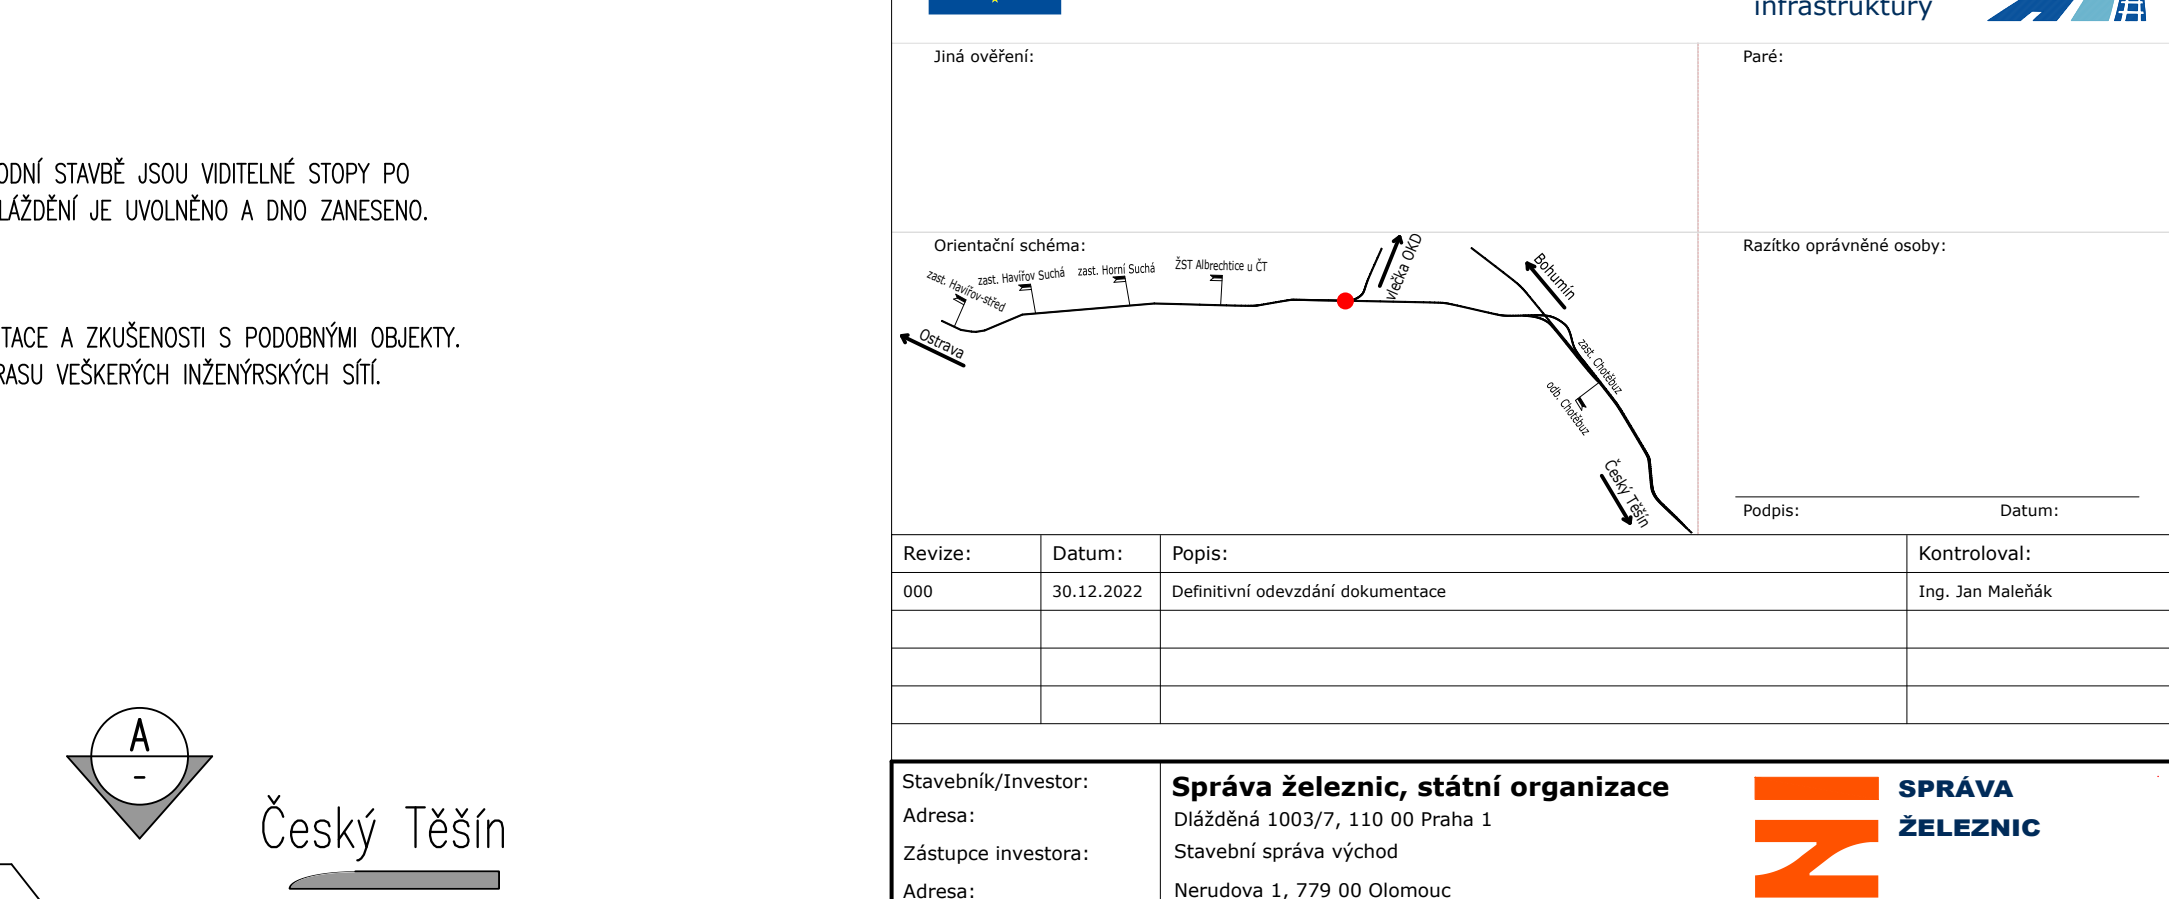 infrastruktury
Jiná ověření:
Paré:
ODNÍ STAVBĚ JSOU VIDITELNÉ STOPY PO
LÁŽDĚNÍ JE UVOLNĚNO A DNO ZANESENO.
TACE A ZKUŠENOSTI S PODOBNÝMI OBJEKTY.
RASU VEŠKERÝCH INŽENÝRSKÝCH SÍTÍ.
Orientační schéma:
zast. Havířov-střed
zast. Havířov Suchá
zast. Horní Suchá
ŽST Albrechtice u ČT
vlečka OKD
Bohumín
Ostrava
zast. Chotěbuz
odb. Chotěbuz
Český Těšín
Razítko oprávněné osoby:
Podpis:
Datum:
Revize:
Datum:
Popis:
Kontroloval:
000
30.12.2022
Definitivní odevzdání dokumentace
Ing. Jan Maleňák
A
-
Český Těšín
Stavebník/Investor:
Správa železnic, státní organizace
Adresa:
Dlážděná 1003/7, 110 00 Praha 1
Zástupce investora:
Stavební správa východ
Adresa:
Nerudova 1, 779 00 Olomouc
SPRÁVA
ŽELEZNIC